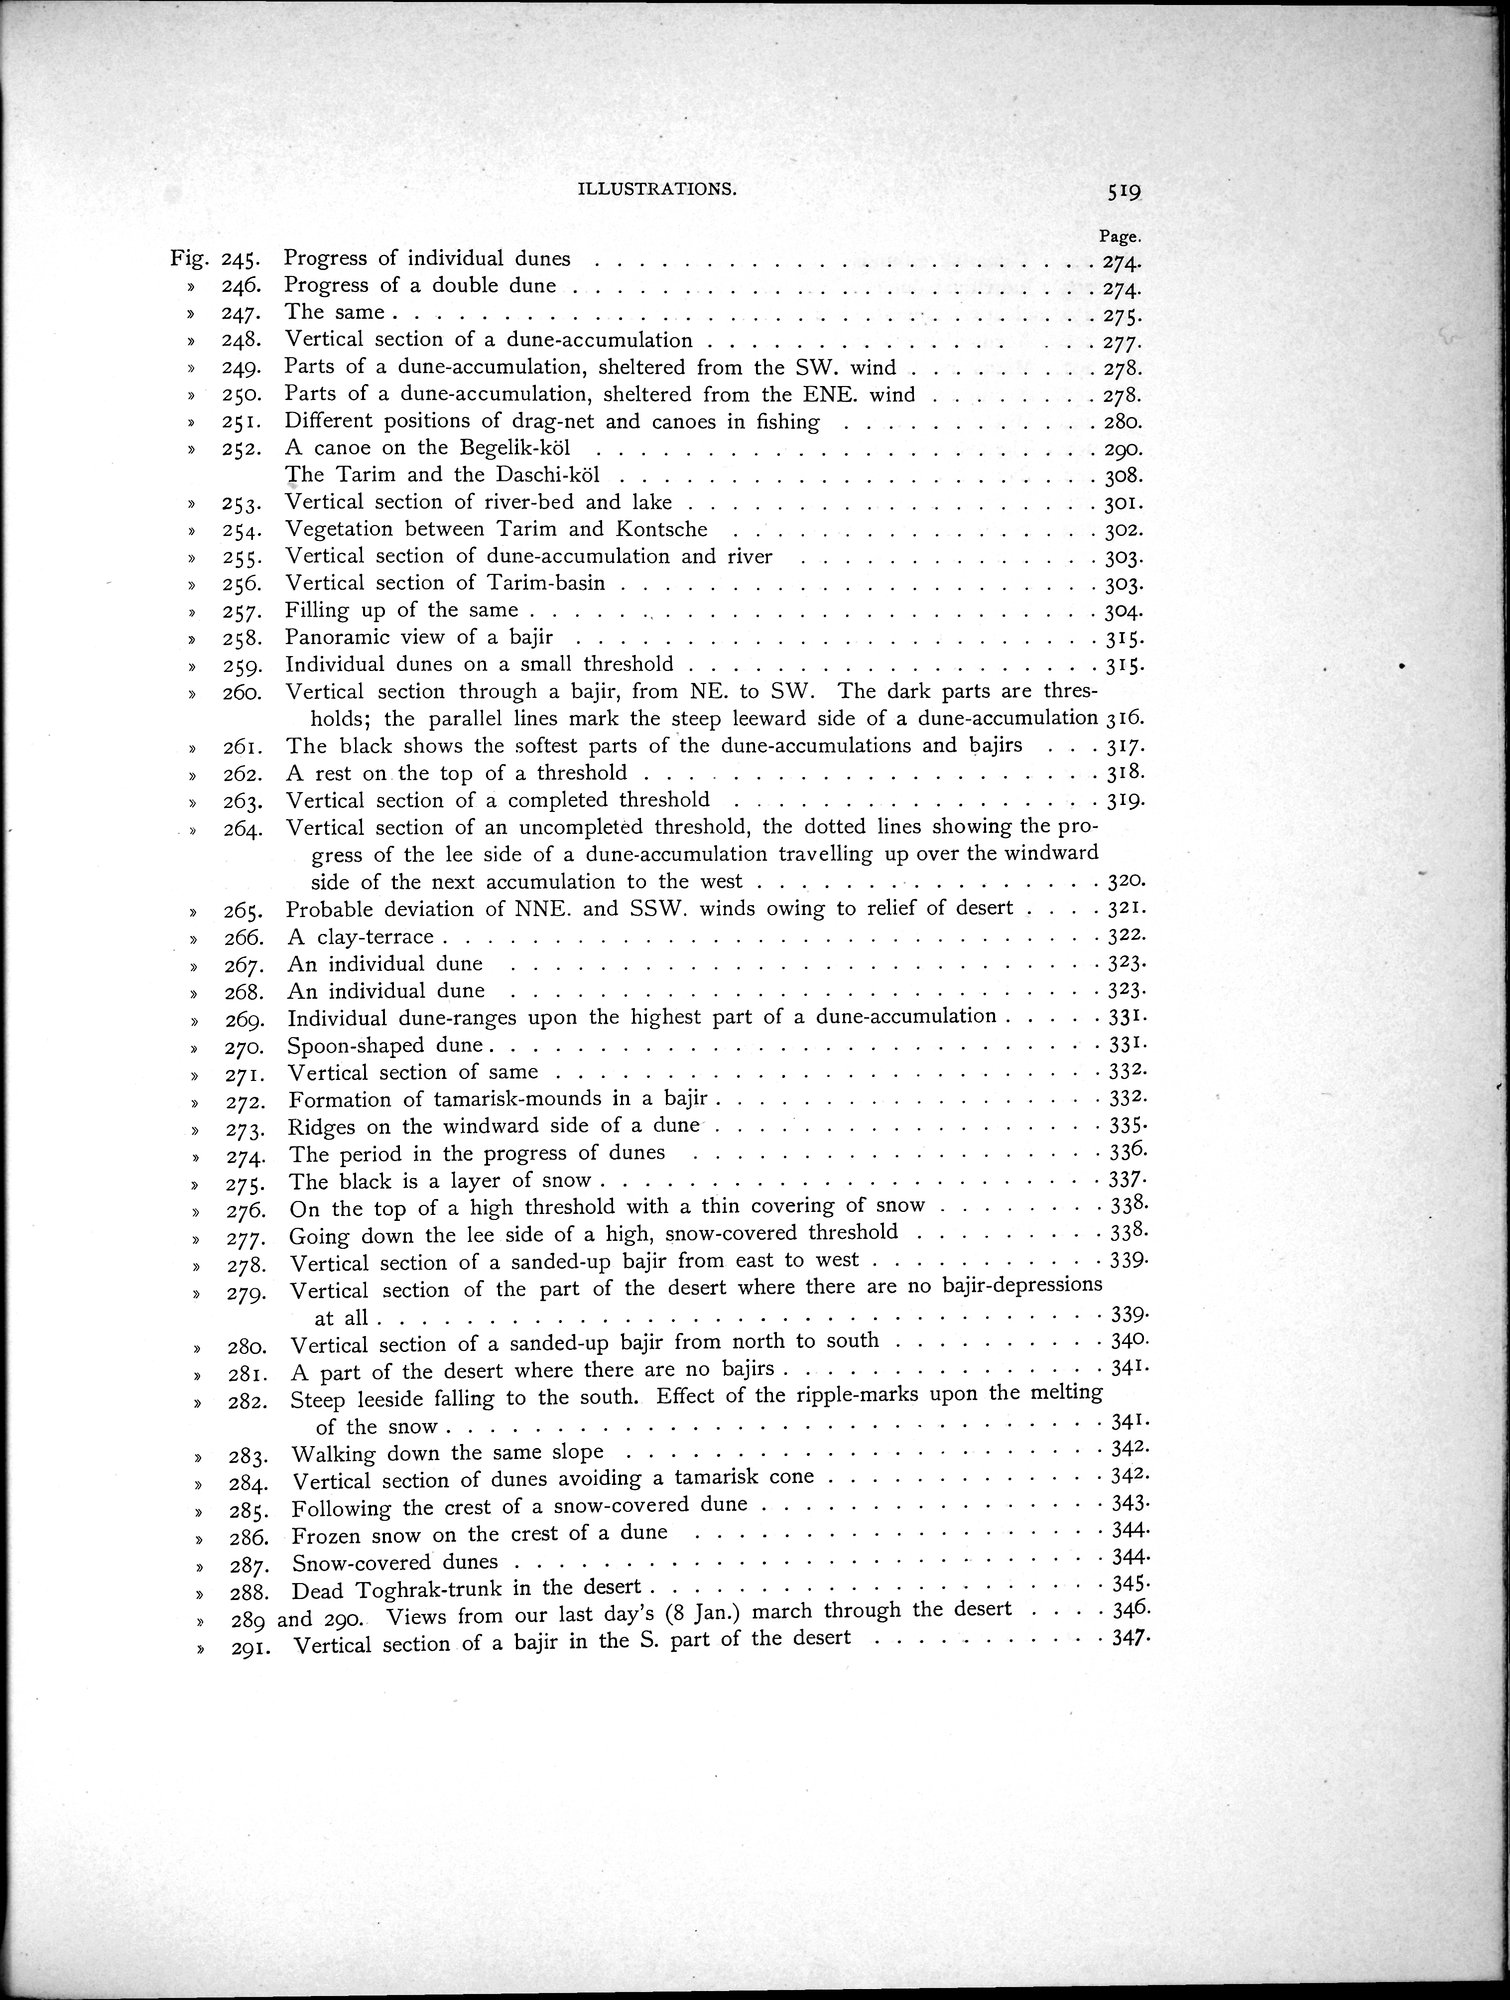 ILLUSTRATIONS. 519
Page.
Fig. 245. Progress of individual dunes . . . . . . . . . . . . . . . . . . . . . . . 274.
» 246. Progress of a double dune . . . . . . . . . . . . . . . . . . . . . . . . 274.
» 247. The same . . . . . . . . . . . . . . . . . . . . . . . . . . . . . . . . 275.
» 248. Vertical section of a dune-accumulation . . . . . . . . . . . . . . . . . 277.
» 249. Parts of a dune-accumulation, sheltered from the SW. wind . . . . . . . . . 278.
» 250. Parts of a dune-accumulation, sheltered from the ENE. wind . . . . . . . . 278.
» 251. Different positions of drag-net and canoes in fishing . . . . . . . . . . . . 280.
» 252. A canoe on the Begelik-köl . . . . . . . . . . . . . . . . . . . . . . . 290.
The Tarim and the Daschi-köl . . . . . . . . . . . . . . . . . . . . . . 308.
» 253. Vertical section of river-bed and lake . . . . . . . . . . . . . . . . . . . 301.
» 254. Vegetation between Tarim and Kontsche . . . . . . . . . . . . . . . . . 302.
» 255. Vertical section of dune-accumulation and river . . . . . . . . . . . . . . 303.
» 256. Vertical section of Tarim-basin . . . . . . . . . . . . . . . . . . . . . . 303.
» 257. Filling up of the same . . . . . . . . . . . . . . . . . . . . . . . . . . 304.
» 258. Panoramic view of a bajir . . . . . . . . . . . . . . . . . . . . . . . . 315.
» 259. Individual dunes on a small threshold . . . . . . . . . . . . . . . . . . . 315.
» 260. Vertical section through a bajir, from NE. to SW. The dark parts are thres-
holds; the parallel lines mark the steep leeward side of a dune-accumulation 316.
» 261. The black shows the softest parts of the dune-accumulations and bajirs . . . 317.
» 262. A rest on the top of a threshold . . . . . . . . . . . . . . . . . . . . . 318.
» 263. Vertical section of a completed threshold . . . . . . . . . . . . . . . . . 319.
» 264. Vertical section of an uncompleted threshold, the dotted lines showing the pro-
gress of the lee side of a dune-accumulation travelling up over the windward
side of the next accumulation to the west . . . . . . . . . . . . . . . . 320.
» 265. Probable deviation of NNE. and SSW. winds owing to relief of desert . . . . 321.
» 266. A clay-terrace . . . . . . . . . . . . . . . . . . . . . . . . . . . . . . 322.
» 267. An individual dune . . . . . . . . . . . . . . . . . . . . . . . . . . . 323.
» 268. An individual dune . . . . . . . . . . . . . . . . . . . . . . . . . . . 323.
» 269. Individual dune-ranges upon the highest part of a dune-accumulation . . . . . 331.
» 270. Spoon-shaped dune . . . . . . . . . . . . . . . . . . . . . . . . . . . . 331.
» 271. Vertical section of same . . . . . . . . . . . . . . . . . . . . . . . . . 332.
» 272. Formation of tamarisk-mounds in a bajir . . . . . . . . . . . . . . . . . . 332.
» 273. Ridges on the windward side of a dune . . . . . . . . . . . . . . . . . . 335.
» 274. The period in the progress of dunes . . . . . . . . . . . . . . . . . . . 336.
» 275. The black is a layer of snow . . . . . . . . . . . . . . . . . . . . . . . 337.
» 276. On the top of a high threshold with a thin covering of snow . . . . . . . . 338.
» 277. Going down the lee side of a high, snow-covered threshold . . . . . . . . . 338.
» 278. Vertical section of a sanded-up bajir from east to west . . . . . . . . . . . 339.
» 279. Vertical section of the part of the desert where there are no bajir-depressions
at all . . . . . . . . . . . . . . . . . . . . . . . . . . . . . . . . . 339.
» 280. Vertical section of a sanded-up bajir from north to south . . . . . . . . . . 340.
» 281. A part of the desert where there are no bajirs . . . . . . . . . . . . . . . 341.
» 282. Steep leeside falling to the south. Effect of the ripple-marks upon the melting
of the snow . . . . . . . . . . . . . . . . . . . . . . . . . . . . . . 341.
» 283. Walking down the same slope . . . . . . . . . . . . . . . . . . . . . . 342.
» 284. Vertical section of dunes avoiding a tamarisk cone . . . . . . . . . . . . . 342.
» 285. Following the crest of a snow-covered dune . . . . . . . . . . . . . . . . 343.
» 286. Frozen snow on the crest of a dune . . . . . . . . . . . . . . . . . . . 344.
» 287. Snow-covered dunes . . . . . . . . . . . . . . . . . . . . . . . . . . . 344.
» 288. Dead Toghrak-trunk in the desert . . . . . . . . . . . . . . . . . . . . . 345.
» 289 and 290. Views from our last day's (8 Jan.) march through the desert . . . . 346.
» 291. Vertical section of a bajir in the S. part of the desert . . . . . . . . . . . 347.